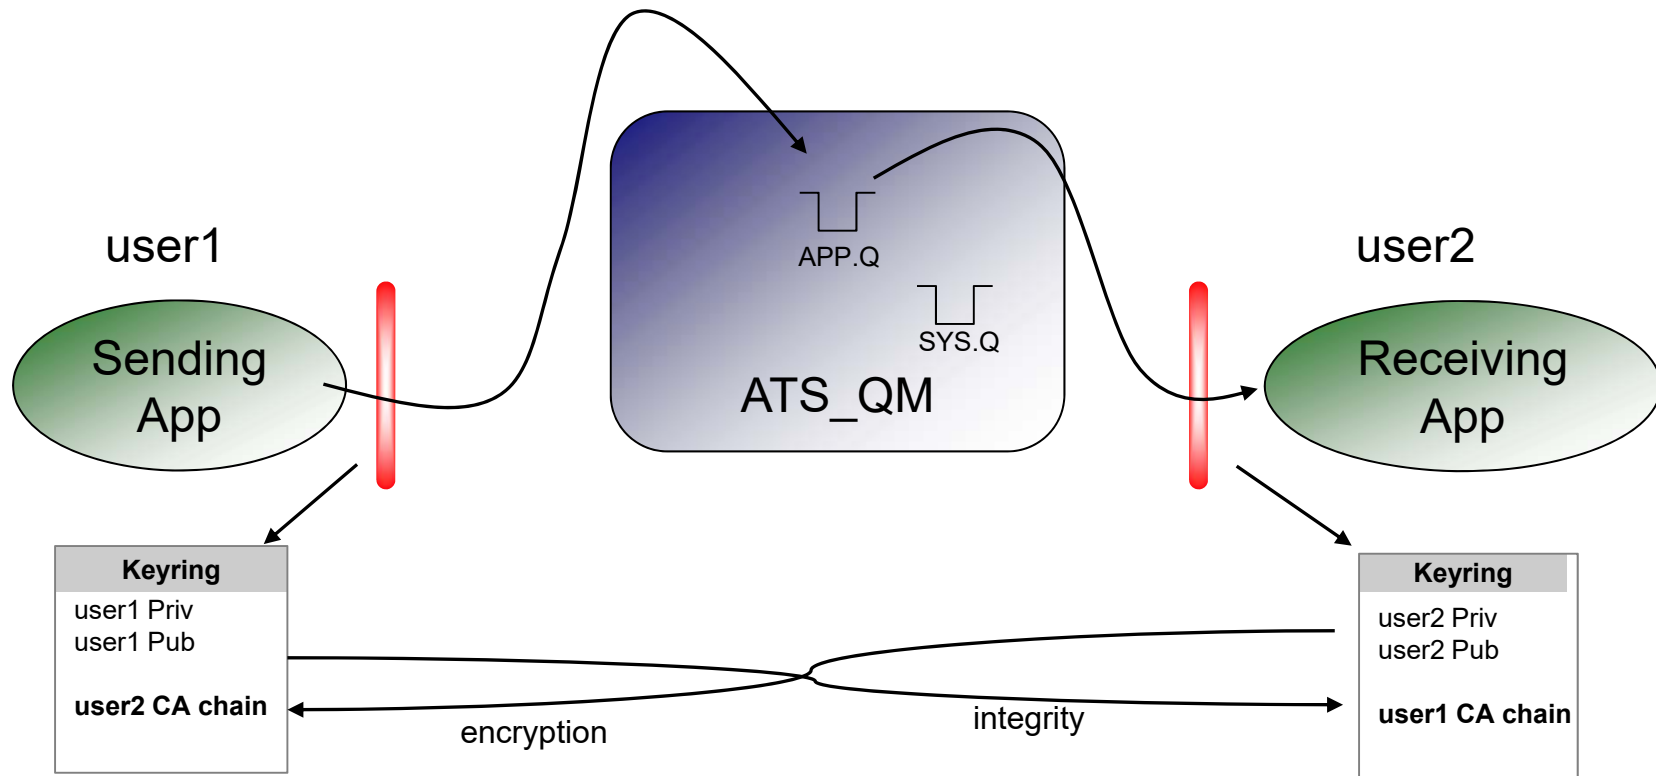 user1
Sending
App
APP.Q
SYS.Q
ATS_QM
user2
Receiving
App
Keyring
user1 Priv
user1 Pub
user2 CA chain
encryption
integrity
Keyring
user2 Priv
user2 Pub
user1 CA chain